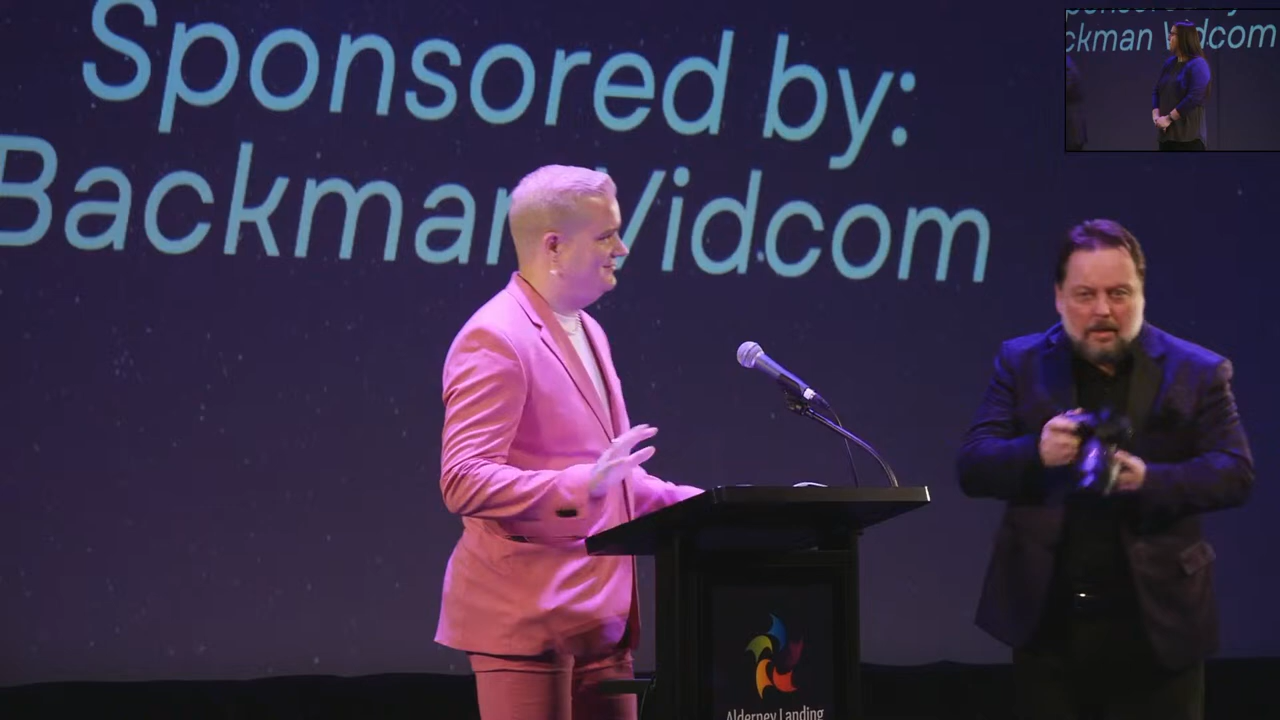 Sponsored by:
Backman Vidcom
ckman Vidcom
Alderney Landing